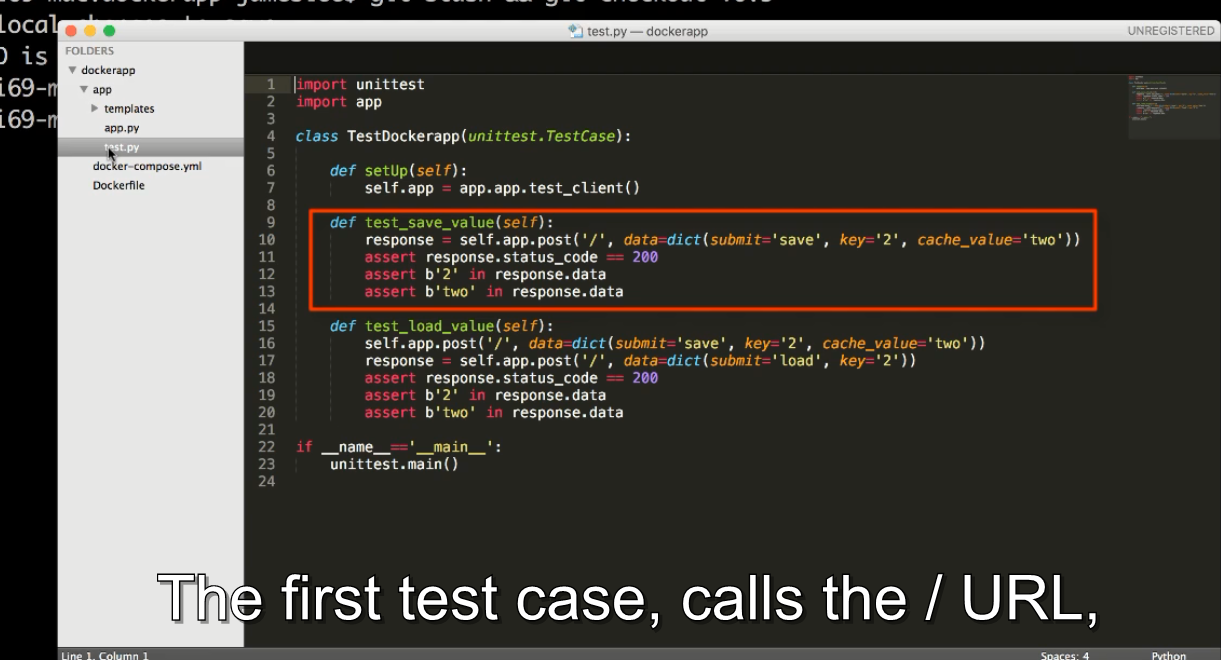 test.py — dockerapp
UNREGISTERED
local
is
i69-m
i69-m
FOLDERS
dockerapp
app
templates
app.py
test.py
docker-compose.yml
Dockerfile
1 import unittest
2 import app
3
4 class TestDockerapp(unittest.TestCase):
5
6 def setUp(self):
7 self.app = app.app.test_client()
8
9 def test_save_value(self):
10 response = self.app.post('/', data=dict(submit='save', key='2', cache_value='two'))
11 assert response.status_code == 200
12 assert b'2' in response.data
13 assert b'two' in response.data
14
15 def test_load_value(self):
16 self.app.post('/', data=dict(submit='save', key='2', cache_value='two'))
17 response = self.app.post('/', data=dict(submit='load', key='2'))
18 assert response.status_code == 200
19 assert b'2' in response.data
20 assert b'two' in response.data
21
22 if __name__=='__main__':
23 unittest.main()
24
The first test case, calls the / URL,
Line 1, Column 1
Spaces: 4
Python